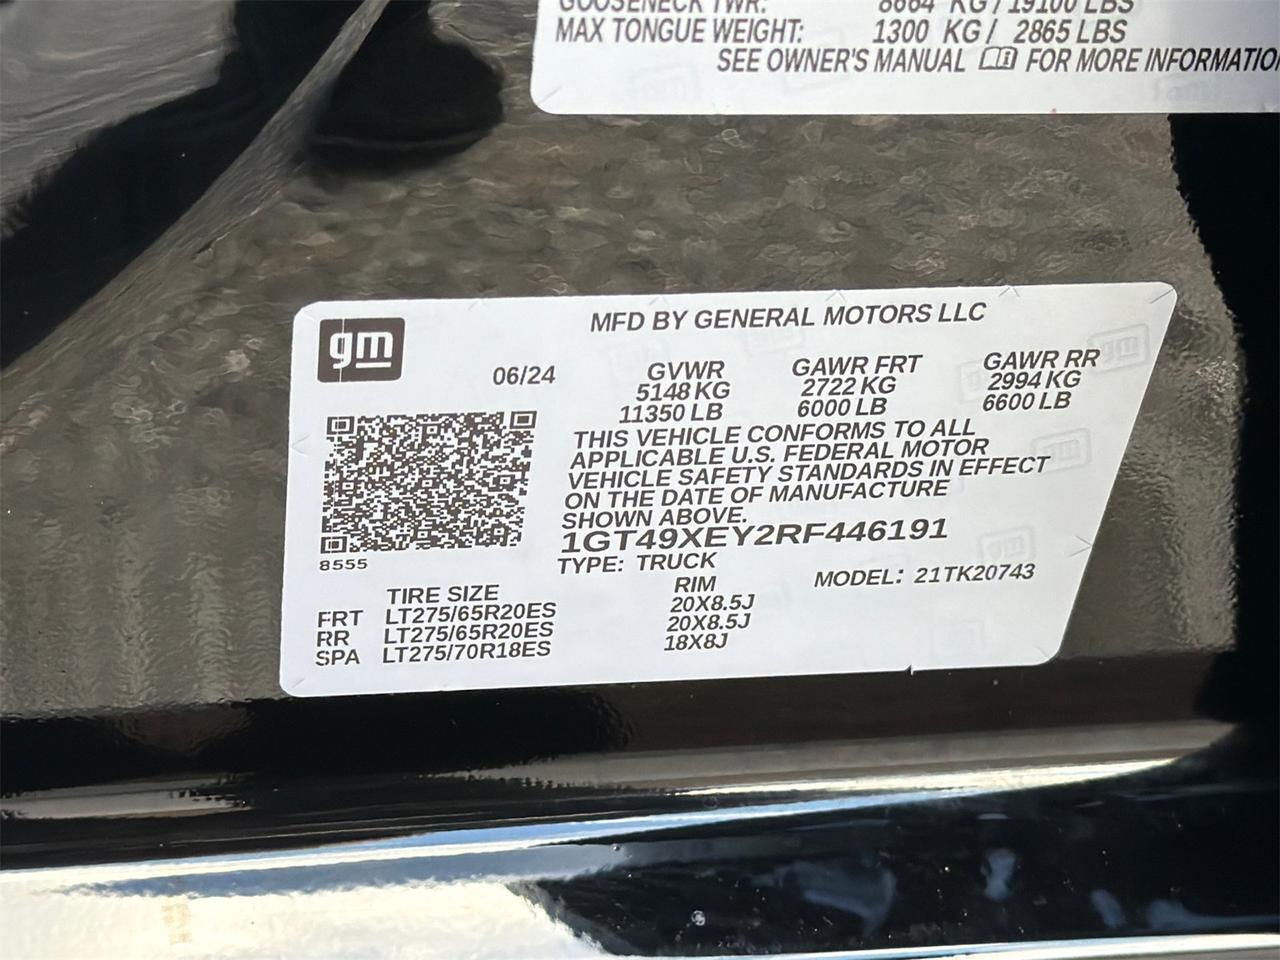 GOOSENECK TWR: 8664 KG / 19100 LBS
MAX TONGUE WEIGHT: 1300 KG / 2865 LBS
SEE OWNER'S MANUAL FOR MORE INFORMATION
gm
MFD BY GENERAL MOTORS LLC
06/24
GVWR GAWR FRT GAWR RR
5148 KG 2722 KG 2994 KG
11350 LB 6000 LB 6600 LB
THIS VEHICLE CONFORMS TO ALL
APPLICABLE U.S. FEDERAL MOTOR
VEHICLE SAFETY STANDARDS IN EFFECT
ON THE DATE OF MANUFACTURE
SHOWN ABOVE.
1GT49XEY2RF446191
8555
TYPE: TRUCK MODEL: 21TK20743
TIRE SIZE RIM
FRT LT275/65R20ES 20X8.5J
RR LT275/65R20ES 20X8.5J
SPA LT275/70R18ES 18X8J